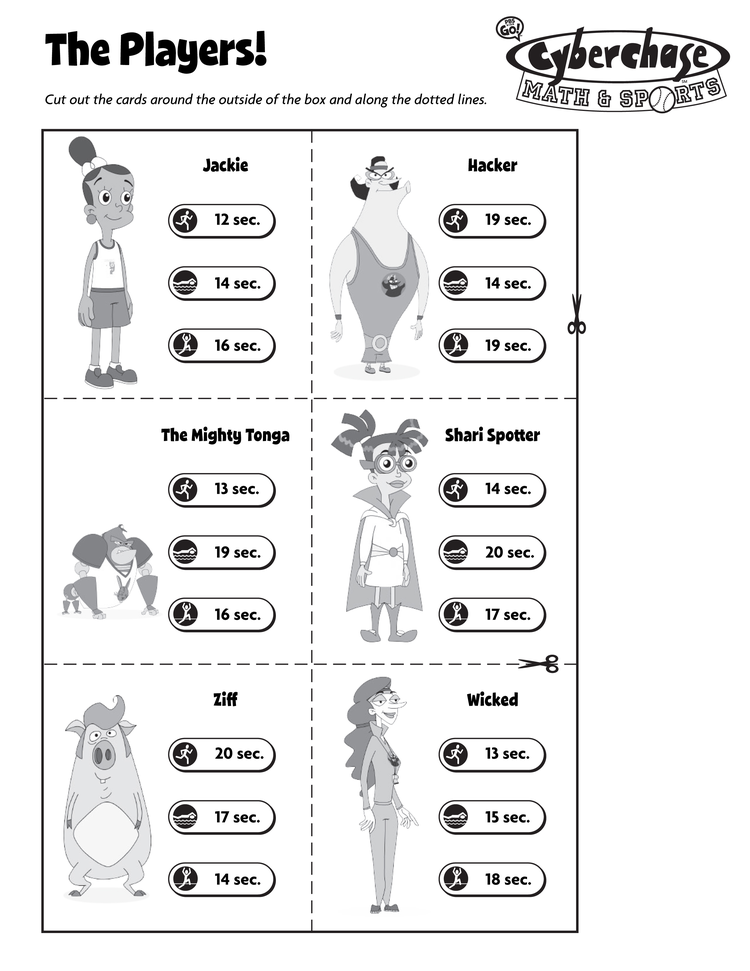 The Players!
PBS KIDS GO!
Cyberchase
MATH & SPORTS
SM
Cut out the cards around the outside of the box and along the dotted lines.
Jackie
12 sec.
14 sec.
16 sec.
Hacker
19 sec.
14 sec.
19 sec.
The Mighty Tonga
13 sec.
19 sec.
16 sec.
Shari Spotter
14 sec.
20 sec.
17 sec.
Ziff
20 sec.
17 sec.
14 sec.
Wicked
13 sec.
15 sec.
18 sec.